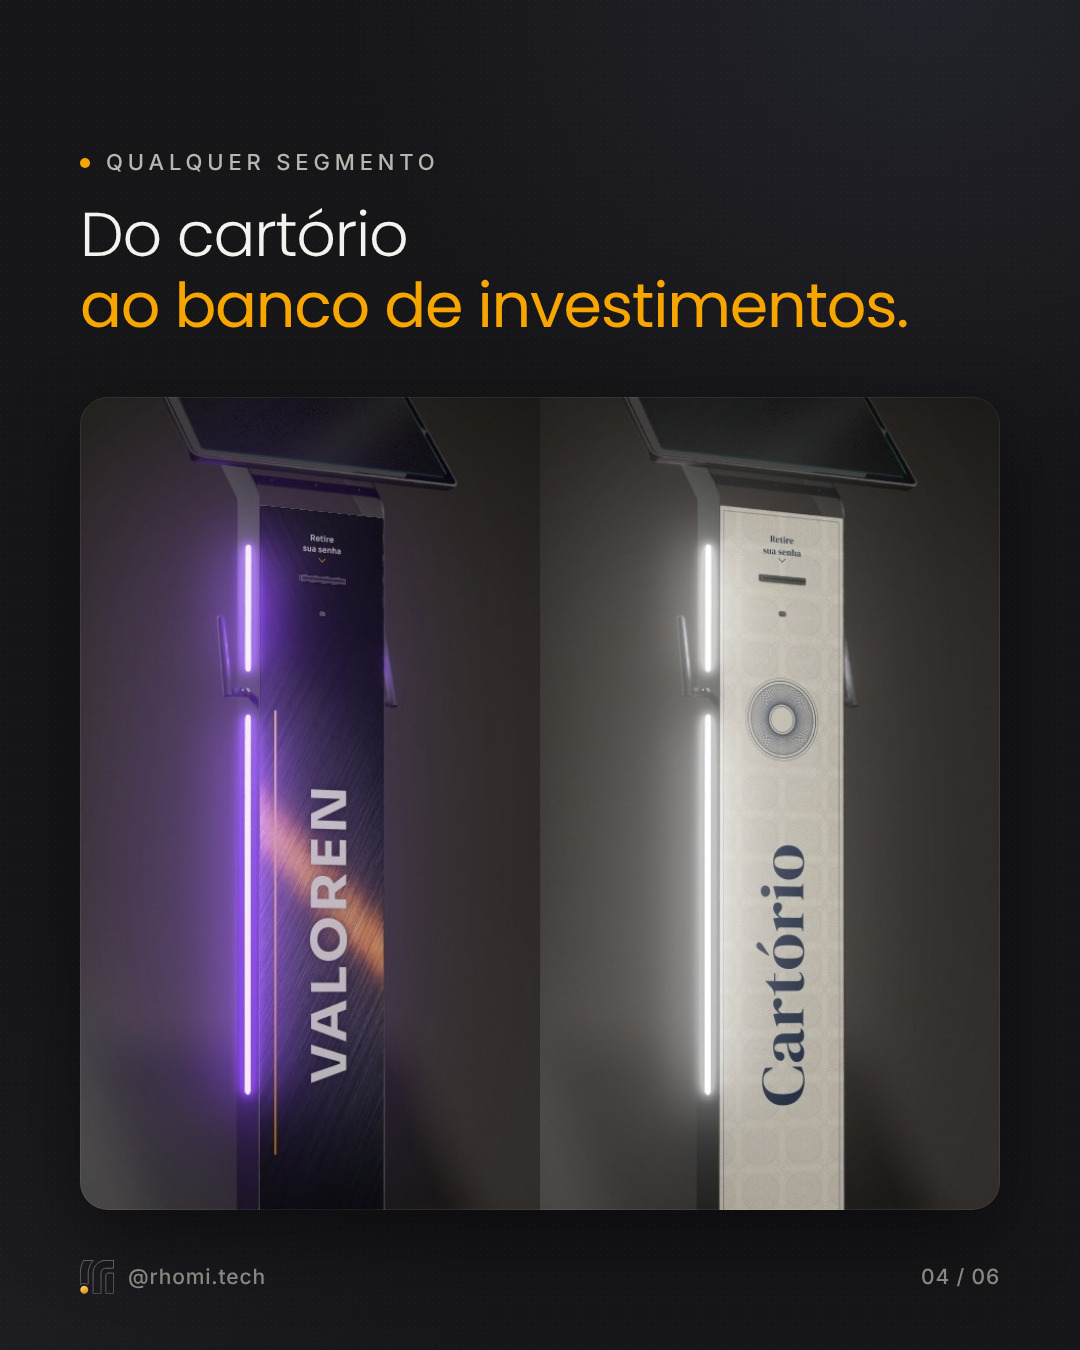 QUALQUER SEGMENTO
Do cartório
ao banco de investimentos.
Retire
sua senha
VALOREN
Retire
sua senha
Cartório
@rhomi.tech
04 / 06